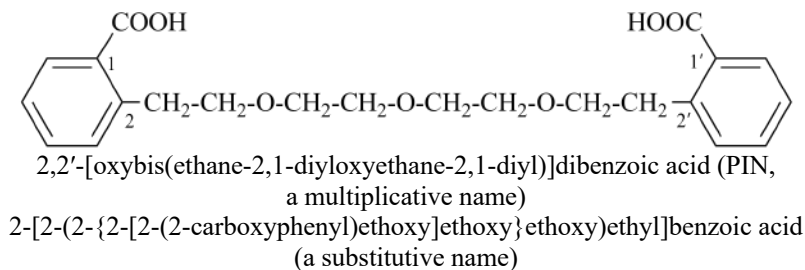 COOH HOOC
1 1′
2 CH₂-CH₂-O-CH₂-CH₂-O-CH₂-CH₂-O-CH₂-CH₂ 2′
2,2′-[oxybis(ethane-2,1-diyloxyethane-2,1-diyl)]dibenzoic acid (PIN,
a multiplicative name)
2-[2-(2-{2-[2-(2-carboxyphenyl)ethoxy]ethoxy}ethoxy)ethyl]benzoic acid
(a substitutive name)